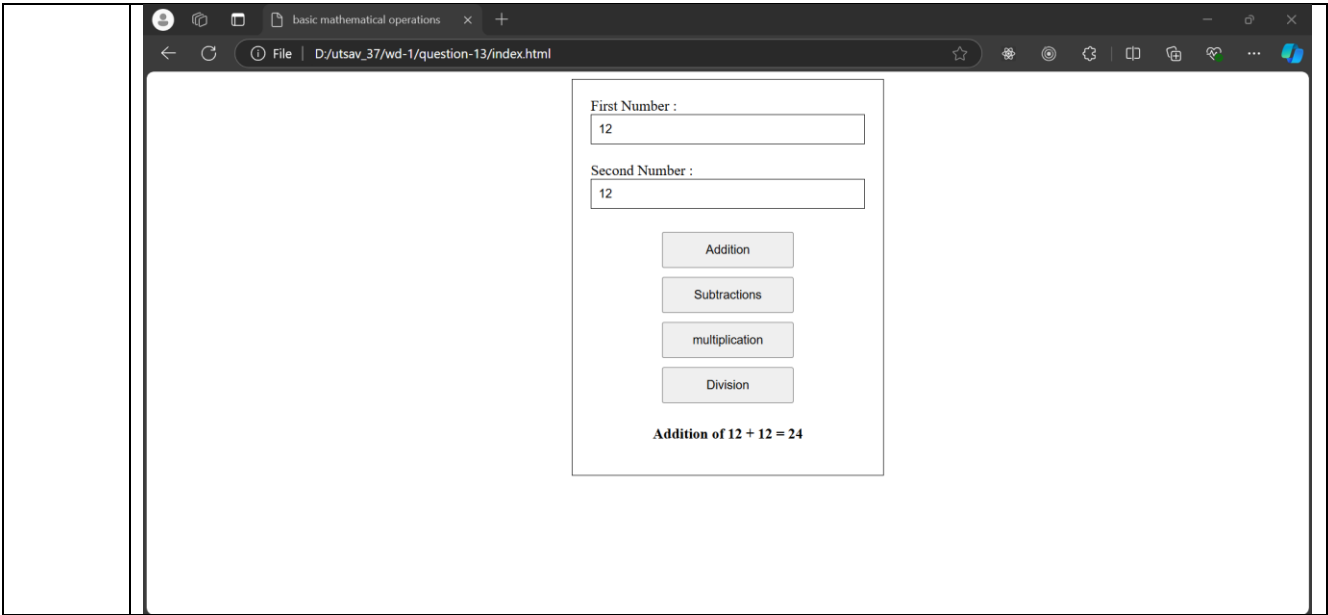 basic mathematical operations
File | D:/utsav_37/wd-1/question-13/index.html
First Number :
12
Second Number :
12
Addition
Subtractions
multiplication
Division
Addition of 12 + 12 = 24